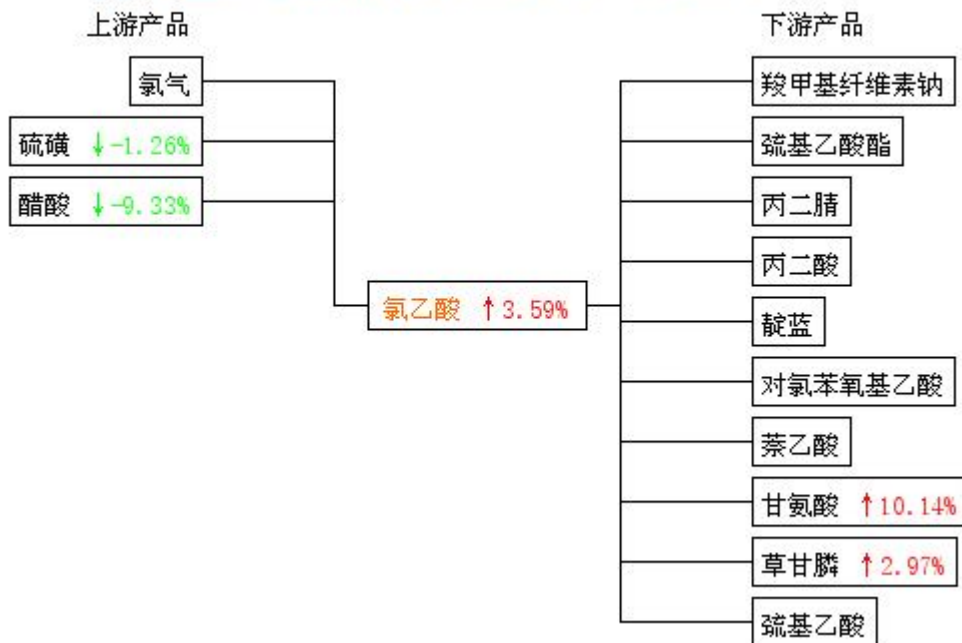 上游产品
下游产品
氯气
硫磺 ↓-1.26%
醋酸 ↓-9.33%
氯乙酸 ↑3.59%
羧甲基纤维素钠
巯基乙酸酯
丙二腈
丙二酸
靛蓝
对氯苯氧基乙酸
萘乙酸
甘氨酸 ↑10.14%
草甘膦 ↑2.97%
巯基乙酸